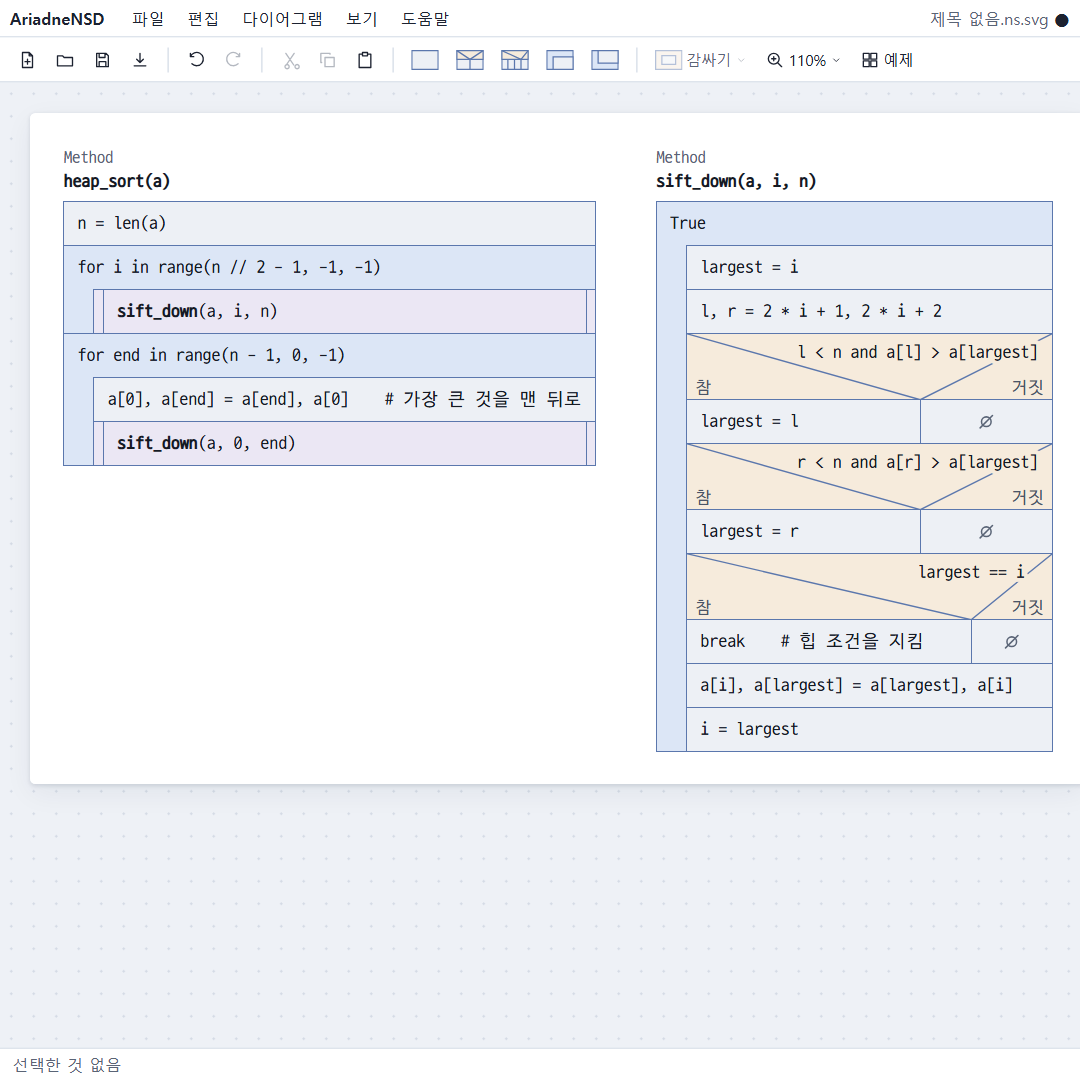 AriadneNSD 파일 편집 다이어그램 보기 도움말 제목 없음.ns.svg
감싸기 110% 예제
Method
heap_sort(a)
n = len(a)
for i in range(n // 2 - 1, -1, -1)
sift_down(a, i, n)
for end in range(n - 1, 0, -1)
a[0], a[end] = a[end], a[0] # 가장 큰 것을 맨 뒤로
sift_down(a, 0, end)
Method
sift_down(a, i, n)
True
largest = i
l, r = 2 * i + 1, 2 * i + 2
l < n and a[l] > a[largest]
참 거짓
largest = l ∅
r < n and a[r] > a[largest]
참 거짓
largest = r ∅
largest == i
참 거짓
break # 힙 조건을 지킴 ∅
a[i], a[largest] = a[largest], a[i]
i = largest
선택한 것 없음